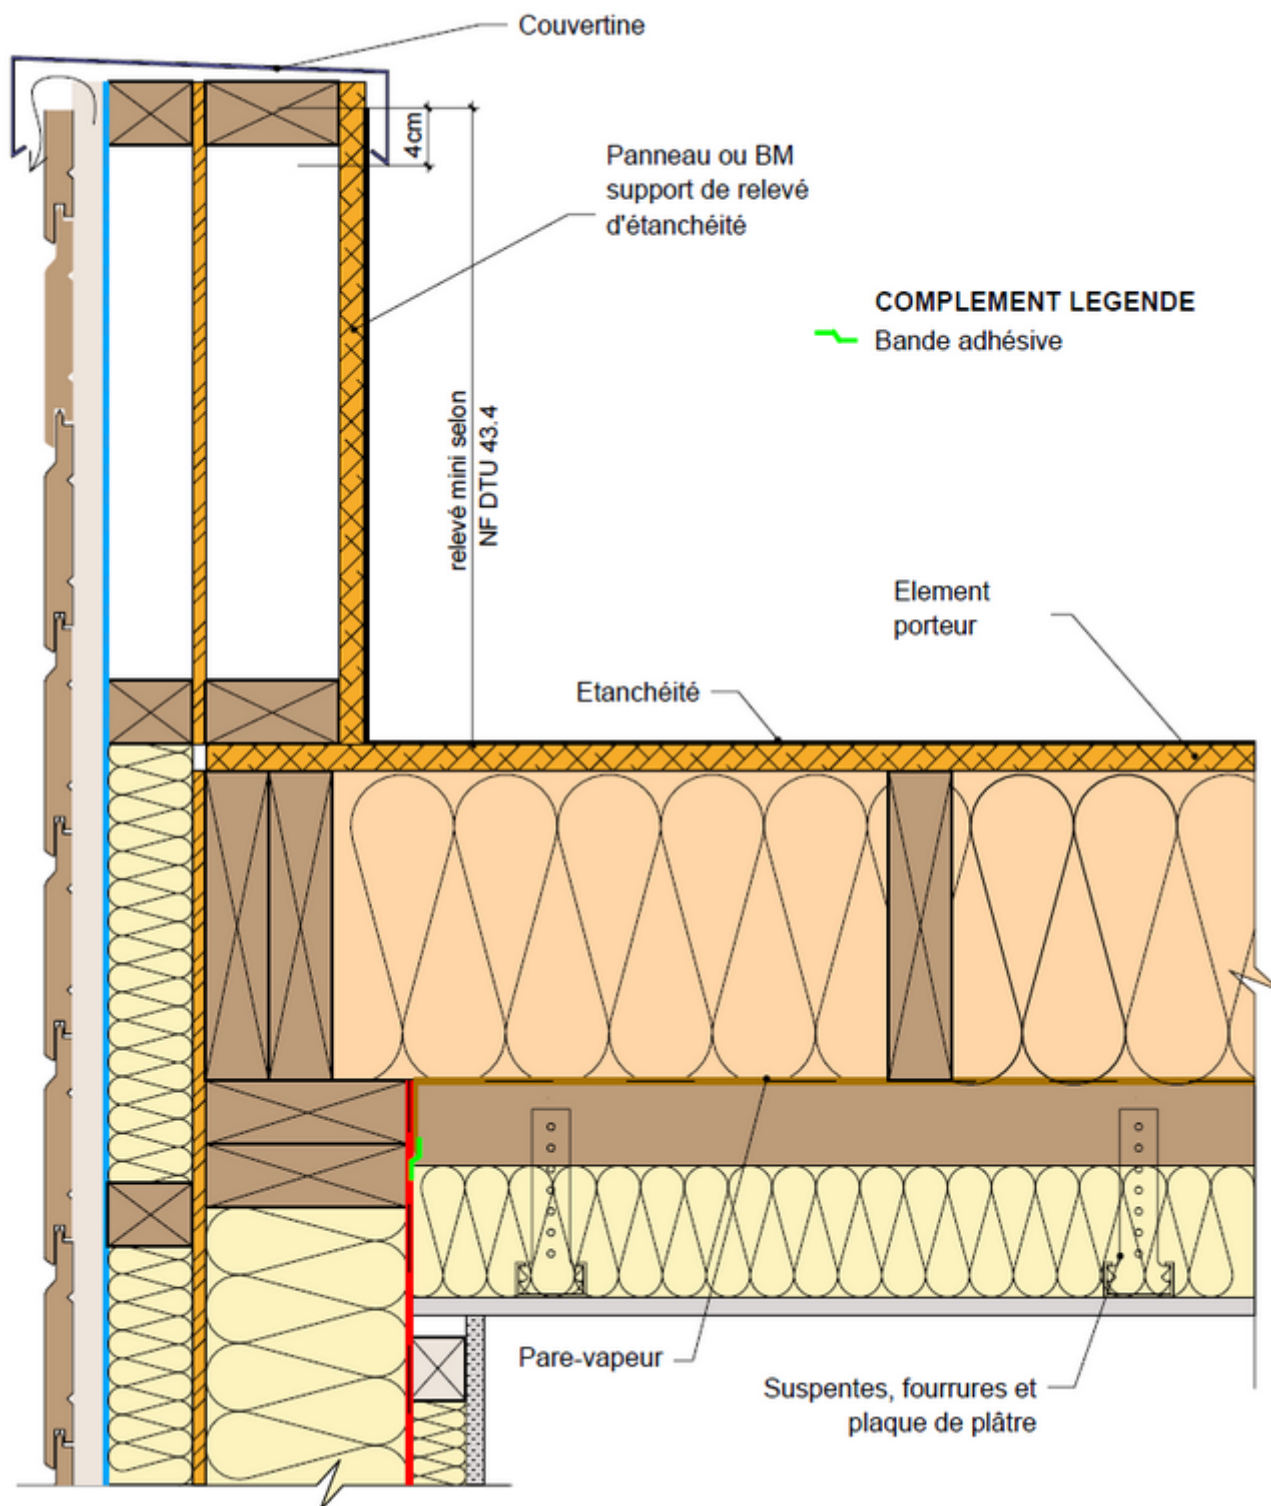 Couvertine
4cm
Panneau ou BM
support de relevé
d'étanchéité
COMPLEMENT LEGENDE
Bande adhésive
relevé mini selon
NF DTU 43.4
Element
porteur
Etanchéité
Pare-vapeur
Suspentes, fourrures et
plaque de plâtre